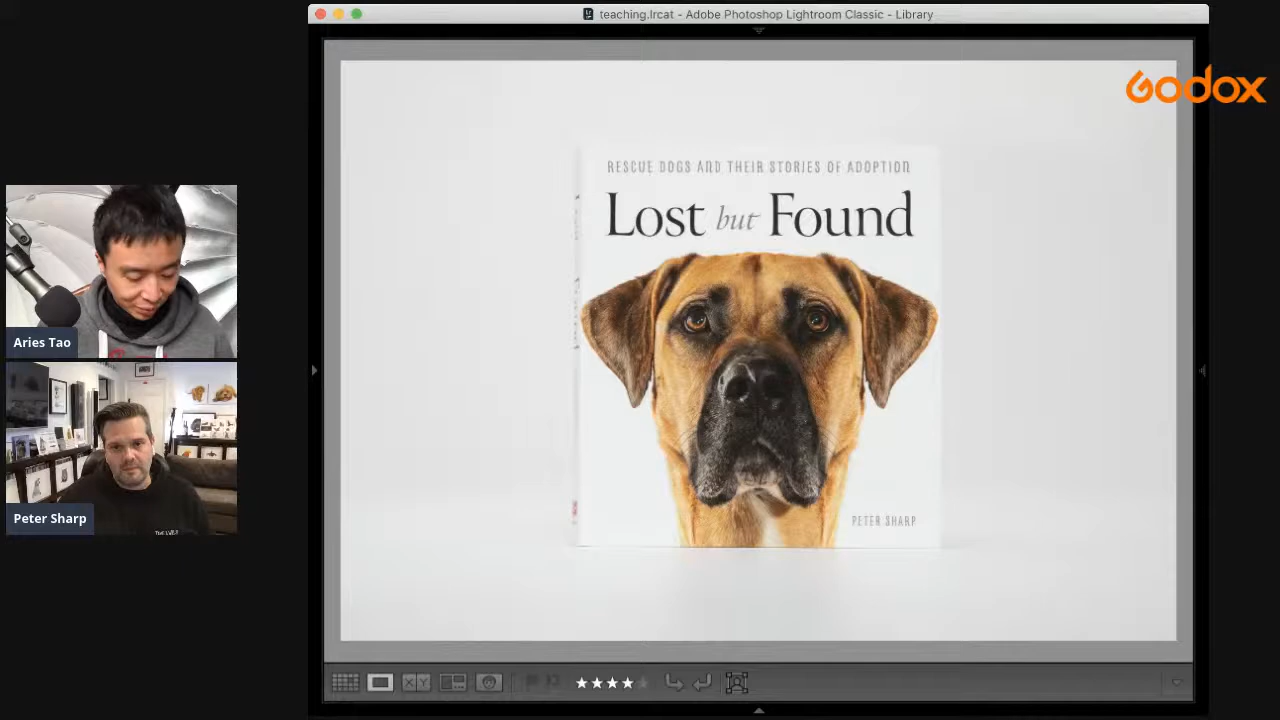 teaching.lrcat - Adobe Photoshop Lightroom Classic - Library
Godox
RESCUE DOGS AND THEIR STORIES OF ADOPTION
Lost but Found
PETER SHARP
Aries Tao
Peter Sharp